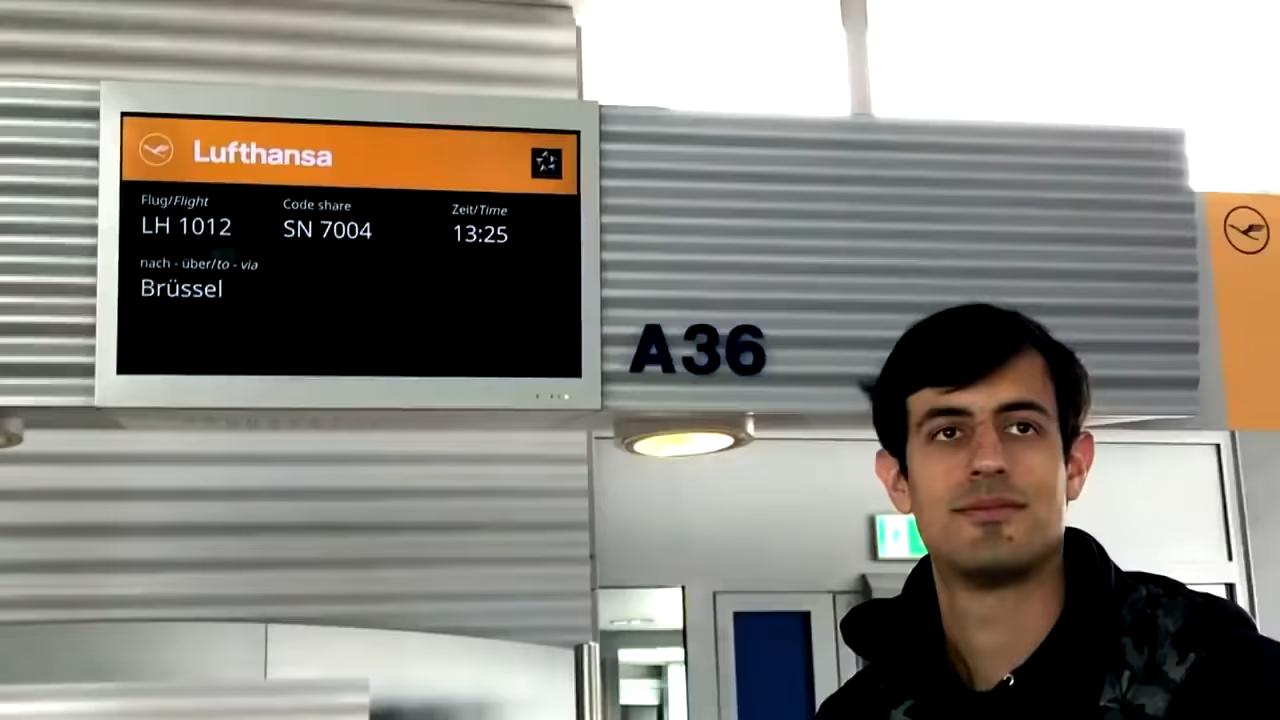 Lufthansa
Flug/Flight Code share Zeit/Time
LH 1012 SN 7004 13:25
nach - über/to - via
Brüssel
A36